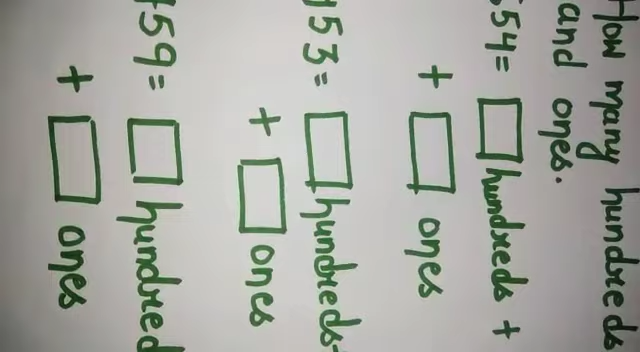 How many hundreds
and ones.
54 = □ hundreds +
+ □ ones
53 = □ hundreds
+ □ ones
59 = □ hundred
+ □ ones